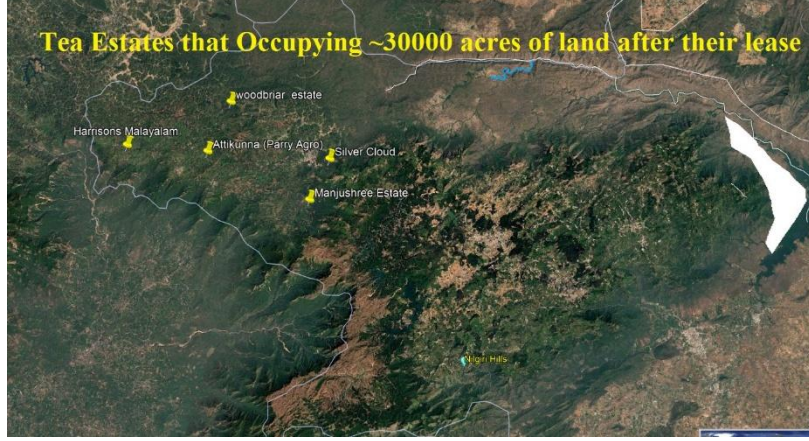 Tea Estates that Occupying ~30000 acres of land after their lease
woodbriar estate
Harrisons Malayalam
Attikunna (Parry Agro)
Silver Cloud
Manjushree Estate
Nilgiri Hills